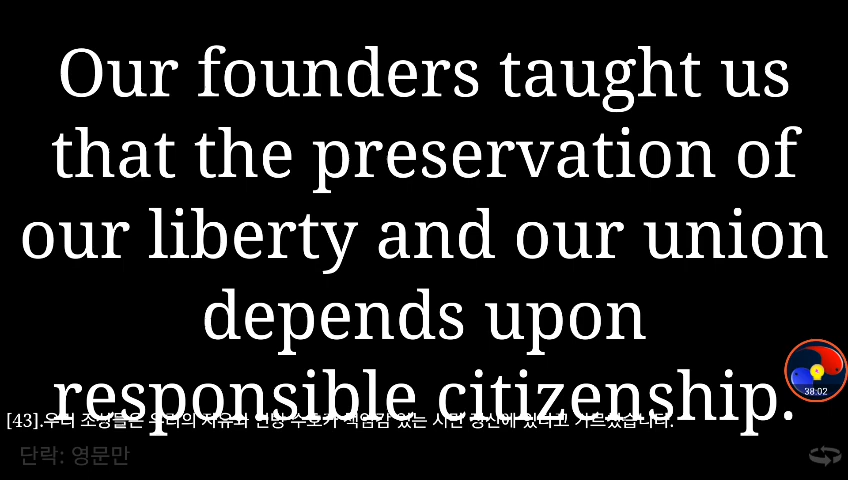 Our founders taught us
that the preservation of
our liberty and our union
depends upon
responsible citizenship.
[43].우리 조상들은 우리의 자유와 연방 수호가 책임감 있는 시민 정신에 있다고 가르쳤습니다.
38:02
단락: 영문만